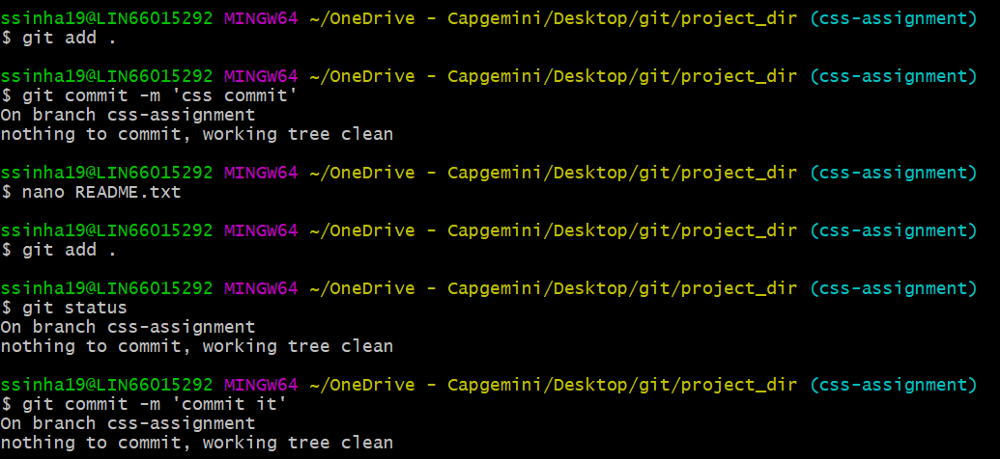 ssinha19@LIN66015292 MINGW64 ~/OneDrive - Capgemini/Desktop/git/project_dir (css-assignment)
$ git add .
ssinha19@LIN66015292 MINGW64 ~/OneDrive - Capgemini/Desktop/git/project_dir (css-assignment)
$ git commit -m 'css commit'
On branch css-assignment
nothing to commit, working tree clean
ssinha19@LIN66015292 MINGW64 ~/OneDrive - Capgemini/Desktop/git/project_dir (css-assignment)
$ nano README.txt
ssinha19@LIN66015292 MINGW64 ~/OneDrive - Capgemini/Desktop/git/project_dir (css-assignment)
$ git add .
ssinha19@LIN66015292 MINGW64 ~/OneDrive - Capgemini/Desktop/git/project_dir (css-assignment)
$ git status
On branch css-assignment
nothing to commit, working tree clean
ssinha19@LIN66015292 MINGW64 ~/OneDrive - Capgemini/Desktop/git/project_dir (css-assignment)
$ git commit -m 'commit it'
On branch css-assignment
nothing to commit, working tree clean